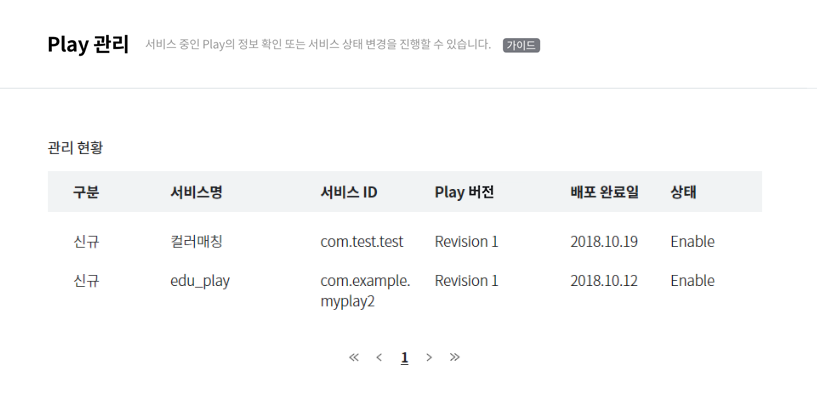 Play 관리 서비스 중인 Play의 정보 확인 또는 서비스 상태 변경을 진행할 수 있습니다. 가이드
관리 현황
구분 서비스명 서비스 ID Play 버전 배포 완료일 상태
신규 컬러매칭 com.test.test Revision 1 2018.10.19 Enable
신규 edu_play com.example. Revision 1 2018.10.12 Enable
myplay2
« < 1 > »